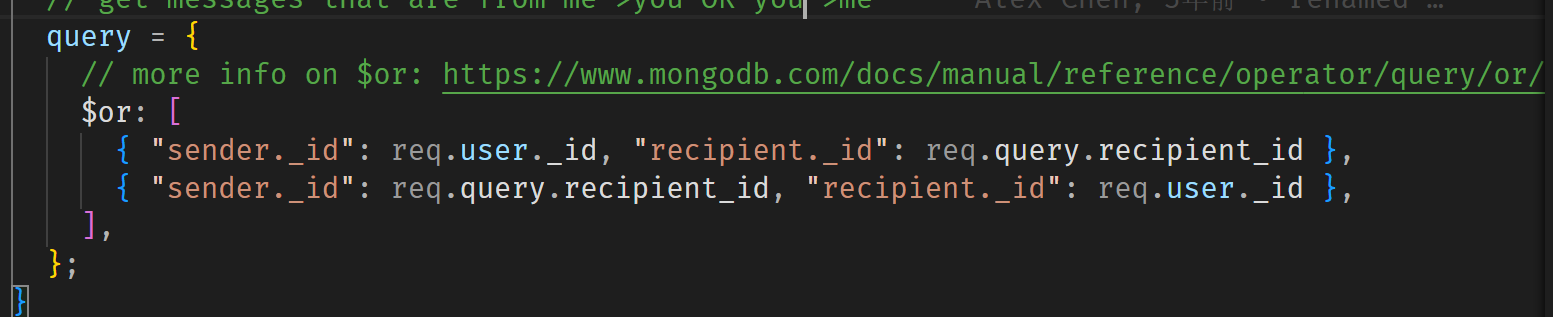 // get messages that are from me->you OR you->me Alex Chen, 5年前 • renamed …
query = {
// more info on $or: https://www.mongodb.com/docs/manual/reference/operator/query/or/
$or: [
{ "sender._id": req.user._id, "recipient._id": req.query.recipient_id },
{ "sender._id": req.query.recipient_id, "recipient._id": req.user._id },
],
};
}